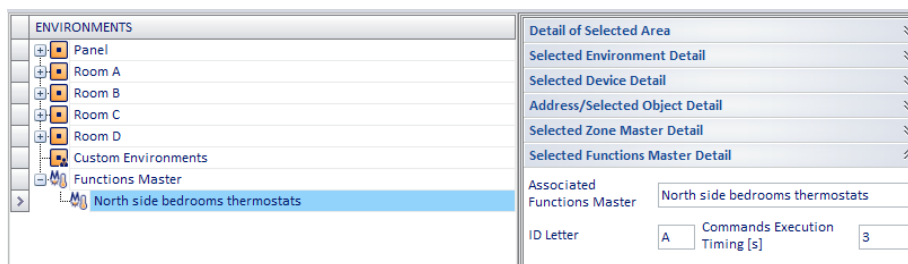 ENVIRONMENTS
Panel
Room A
Room B
Room C
Room D
Custom Environments
Functions Master
North side bedrooms thermostats
Detail of Selected Area
Selected Environment Detail
Selected Device Detail
Address/Selected Object Detail
Selected Zone Master Detail
Selected Functions Master Detail
Associated
Functions Master
North side bedrooms thermostats
ID Letter
A
Commands Execution
Timing [s]
3